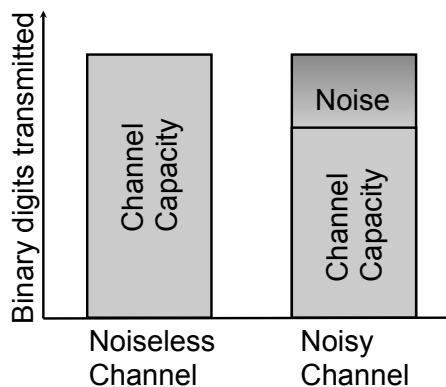 Binary digits transmitted
Channel
Capacity
Noise
Channel
Capacity
Noiseless
Channel
Noisy
Channel